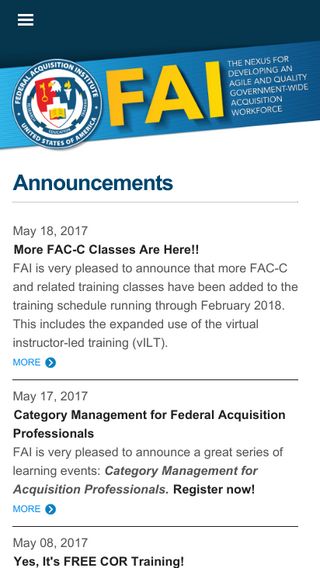 FEDERAL ACQUISITION INSTITUTE
EDUCATION
UNITED STATES OF AMERICA
FAI
THE NEXUS FOR
DEVELOPING AN
AGILE AND QUALITY
GOVERNMENT-WIDE
ACQUISITION
WORKFORCE
Announcements
May 18, 2017
More FAC-C Classes Are Here!!
FAI is very pleased to announce that more FAC-C
and related training classes have been added to the
training schedule running through February 2018.
This includes the expanded use of the virtual
instructor-led training (vILT).
MORE
May 17, 2017
Category Management for Federal Acquisition
Professionals
FAI is very pleased to announce a great series of
learning events: Category Management for
Acquisition Professionals. Register now!
MORE
May 08, 2017
Yes, It's FREE COR Training!